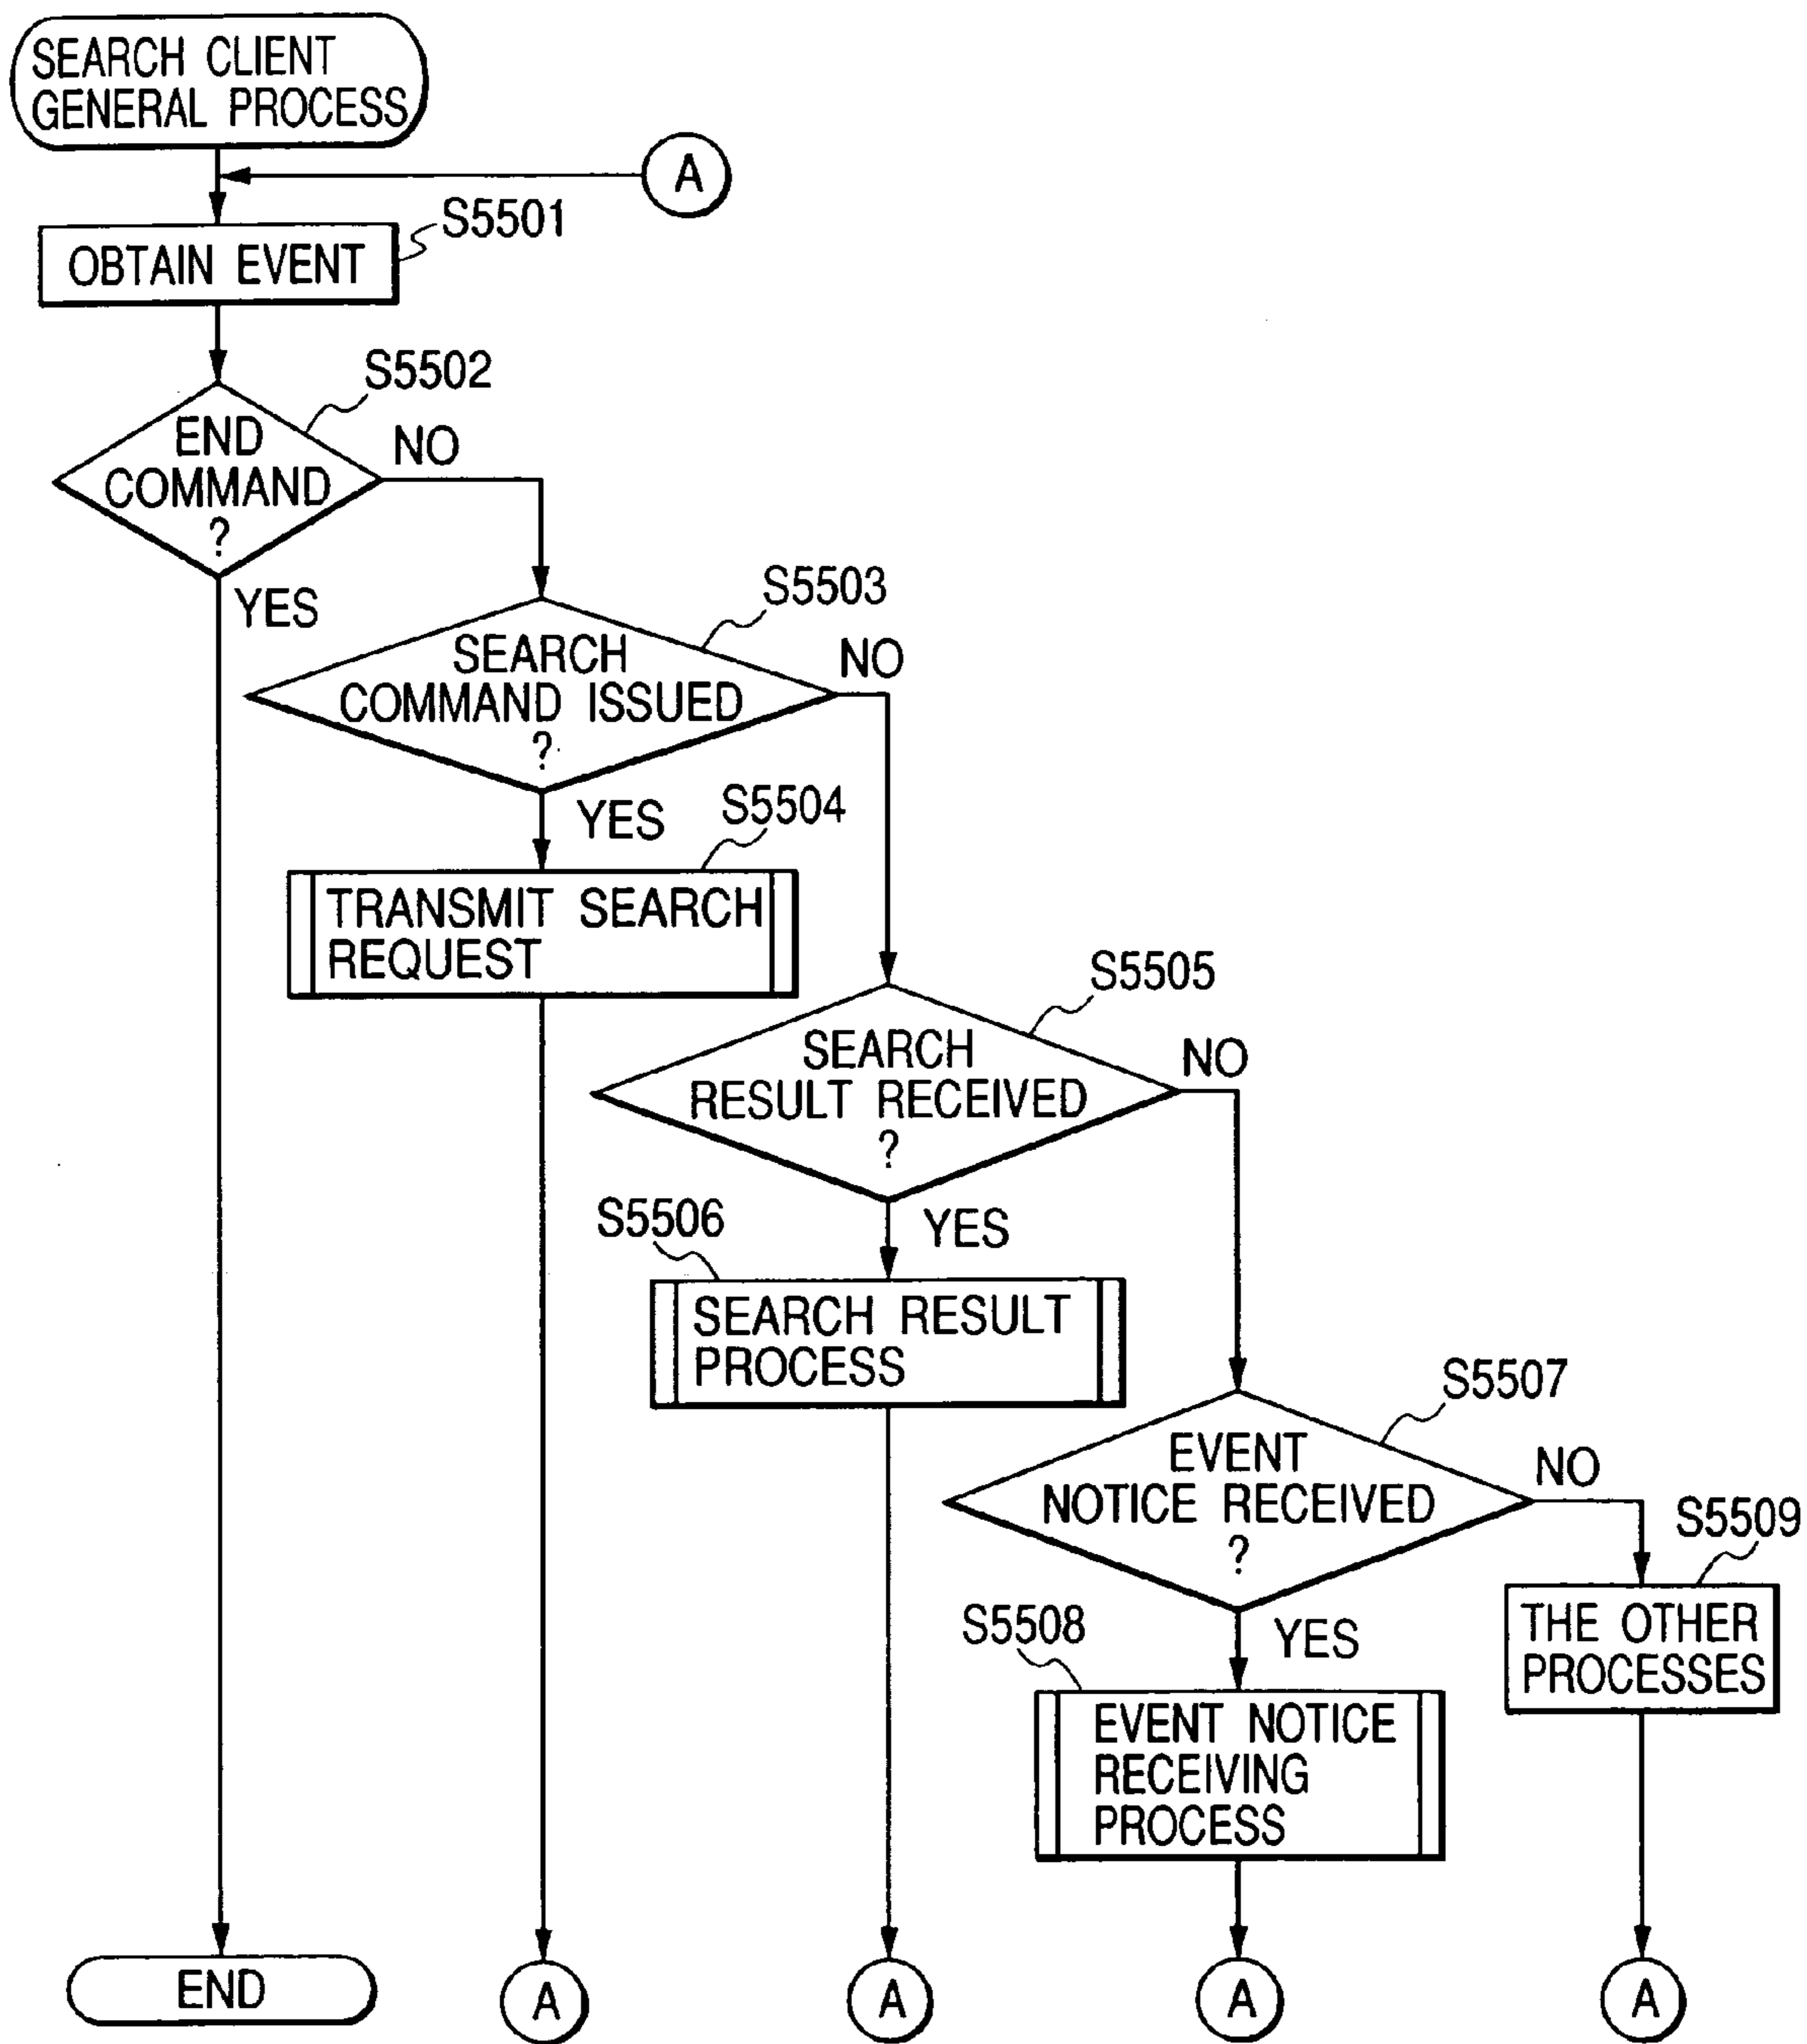 SEARCH CLIENT
GENERAL PROCESS
A
S5501
OBTAIN EVENT
S5502
END
COMMAND
?
NO
YES
S5503
SEARCH
COMMAND ISSUED
?
NO
YES
S5504
TRANSMIT SEARCH
REQUEST
S5505
SEARCH
RESULT RECEIVED
?
NO
YES
S5506
SEARCH RESULT
PROCESS
S5507
EVENT
NOTICE RECEIVED
?
NO
YES
S5509
THE OTHER
PROCESSES
S5508
EVENT NOTICE
RECEIVING
PROCESS
END
A
A
A
A